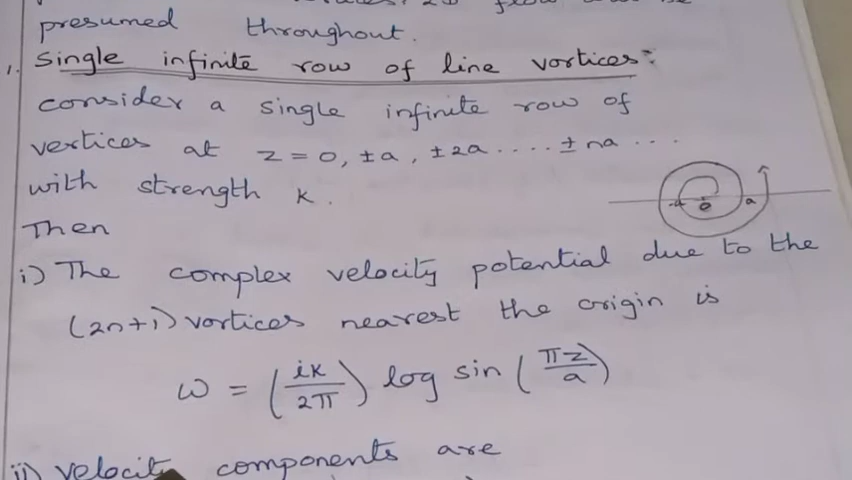 presumed throughout.
1. Single infinite row of line vortices:
consider a single infinite row of
vertices at z = 0, ±a, ±2a .... ±na ...
with strength k.
Then
-a 0 a
i) The complex velocity potential due to the
(2n+1) vortices nearest the origin is
w = (ik/2π) log sin (πz/a)
ii) velocity components are